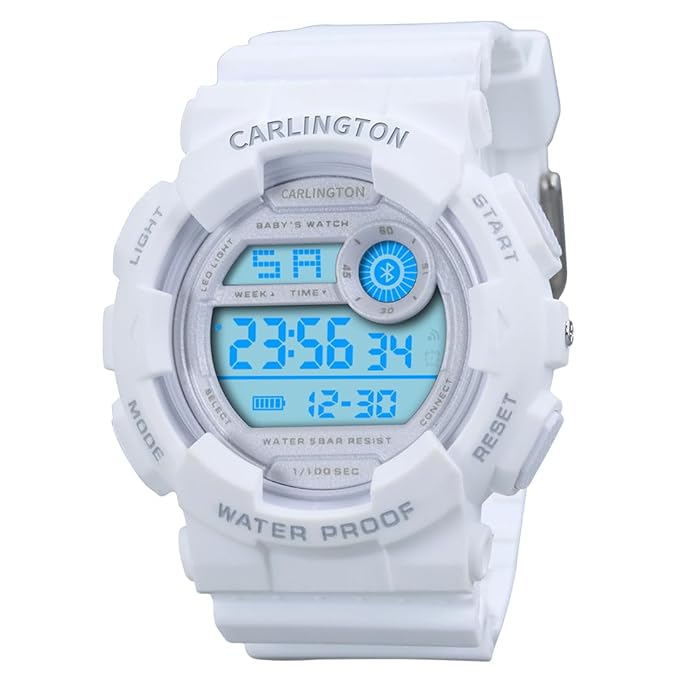 CARLINGTON
CARLINGTON
BABY'S WATCH
LIGHT
LED LIGHT
START
SA
60
15
30
45
WEEK TIME
23:56 34
12-30
SELECT
CONNECT
MODE
RESET
WATER 5BAR RESIST
1/100 SEC
WATER PROOF